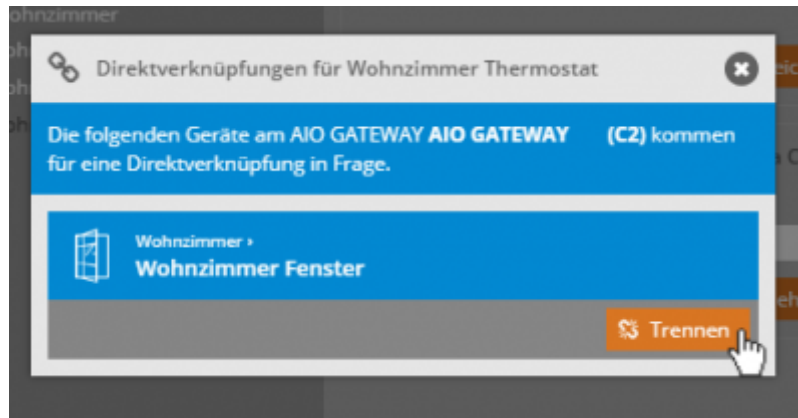 ohnzimmer
Direktverknüpfungen für Wohnzimmer Thermostat
Die folgenden Geräte am AIO GATEWAY AIO GATEWAY (C2) kommen
für eine Direktverknüpfung in Frage.
Wohnzimmer ›
Wohnzimmer Fenster
Trennen